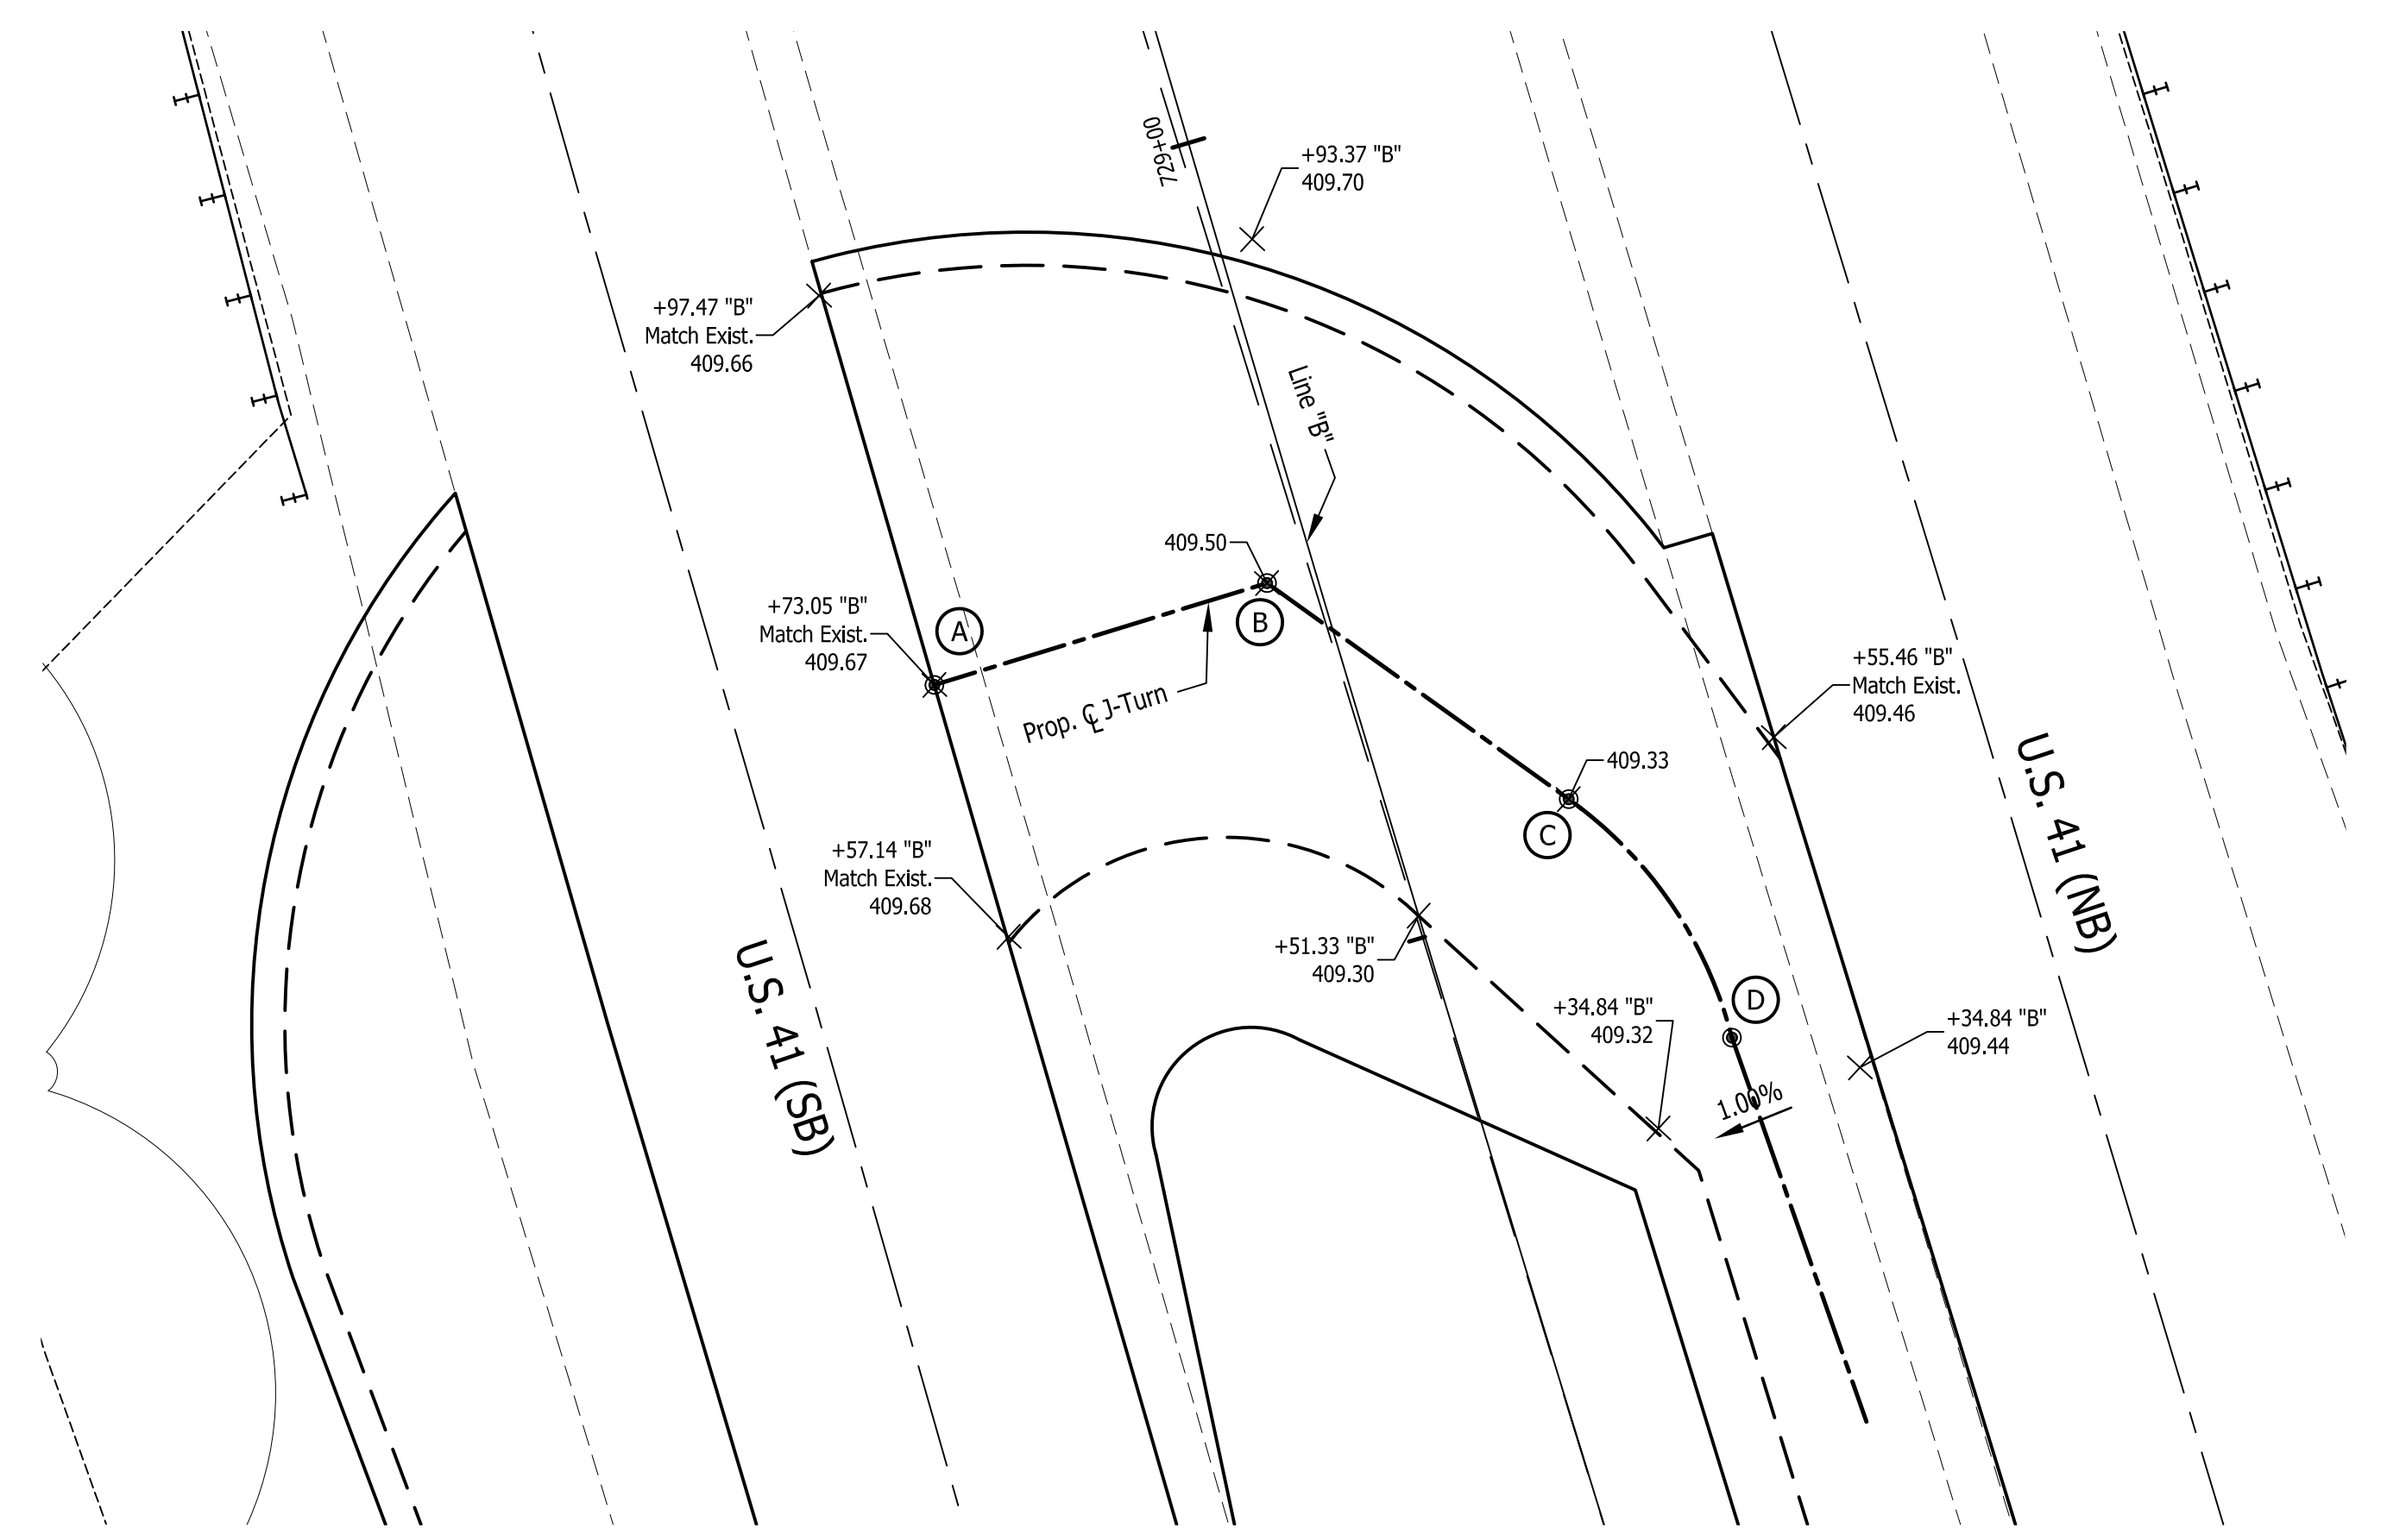 729+00
+93.37 "B"
409.70
+97.47 "B"
Match Exist.
409.66
Line "B"
409.50
B
+73.05 "B"
Match Exist.
409.67
A
Prop. ℄ J-Turn
+55.46 "B"
Match Exist.
409.46
409.33
C
U.S. 41 (NB)
+57.14 "B"
Match Exist.
409.68
U.S. 41 (SB)
+51.33 "B"
409.30
D
+34.84 "B"
409.32
+34.84 "B"
409.44
1.00%